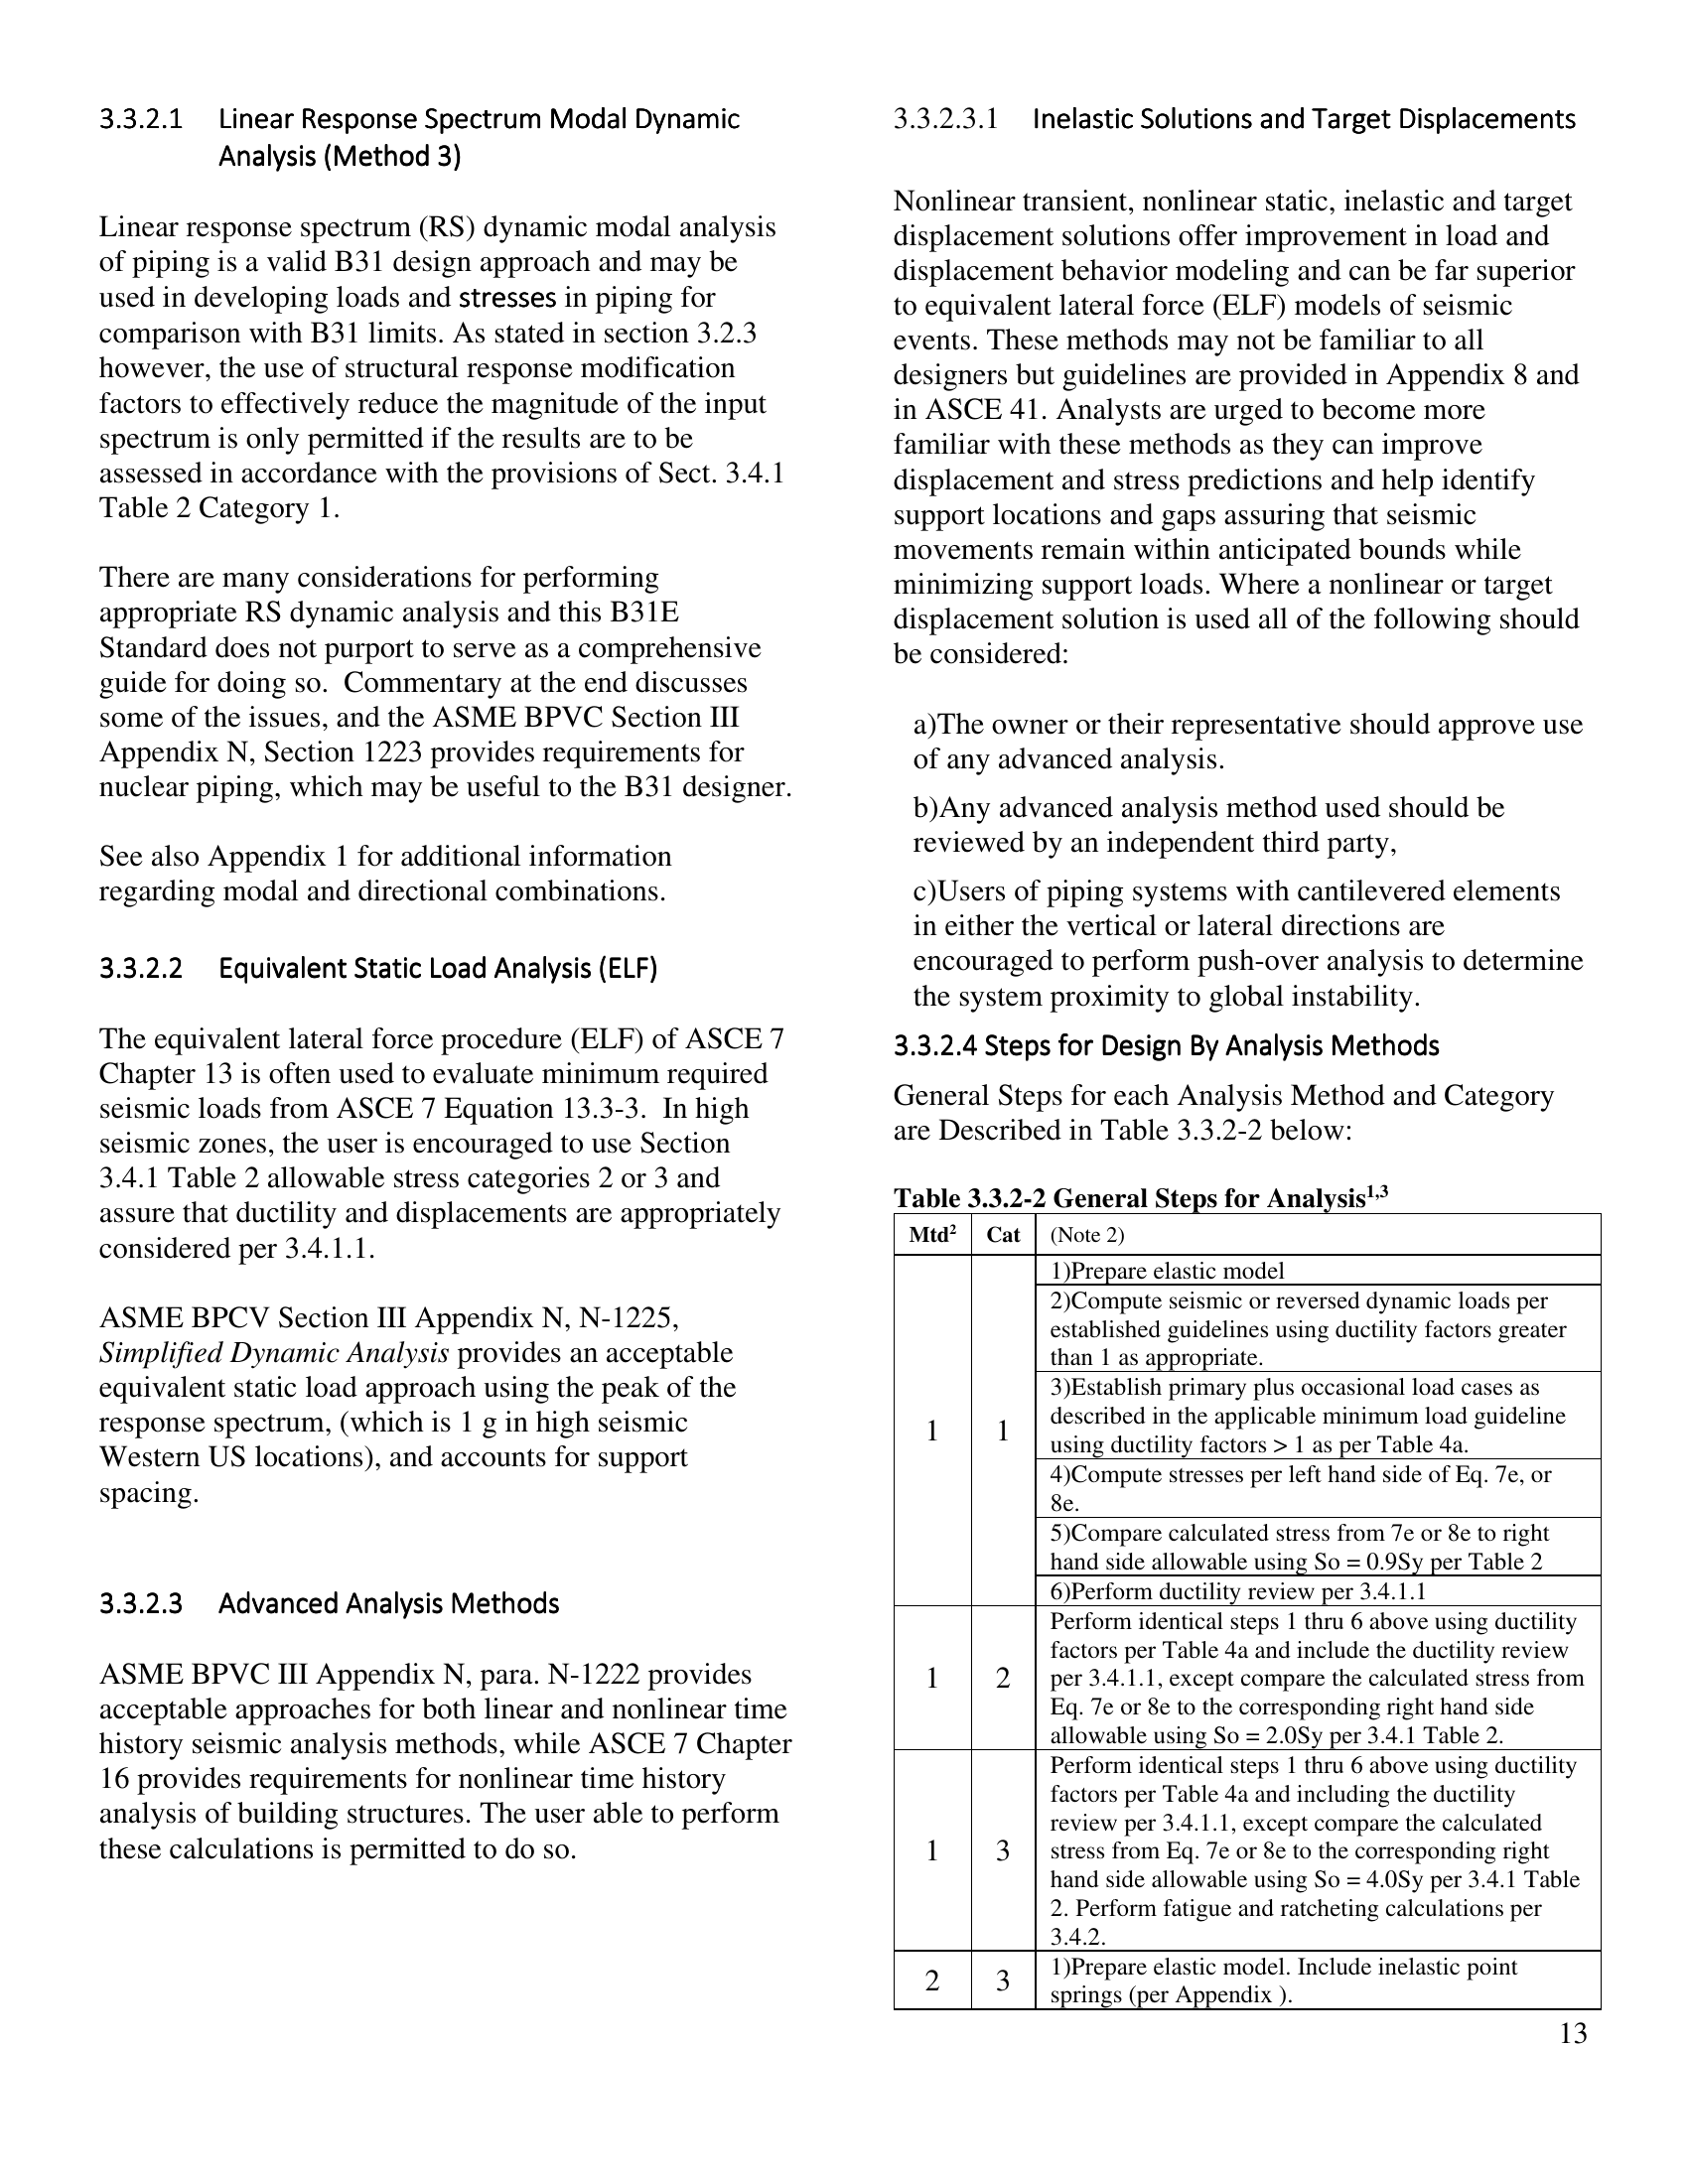 3.3.2.1 Linear Response Spectrum Modal Dynamic
Analysis (Method 3)
Linear response spectrum (RS) dynamic modal analysis
of piping is a valid B31 design approach and may be
used in developing loads and stresses in piping for
comparison with B31 limits. As stated in section 3.2.3
however, the use of structural response modification
factors to effectively reduce the magnitude of the input
spectrum is only permitted if the results are to be
assessed in accordance with the provisions of Sect. 3.4.1
Table 2 Category 1.
There are many considerations for performing
appropriate RS dynamic analysis and this B31E
Standard does not purport to serve as a comprehensive
guide for doing so. Commentary at the end discusses
some of the issues, and the ASME BPVC Section III
Appendix N, Section 1223 provides requirements for
nuclear piping, which may be useful to the B31 designer.
See also Appendix 1 for additional information
regarding modal and directional combinations.
3.3.2.2 Equivalent Static Load Analysis (ELF)
The equivalent lateral force procedure (ELF) of ASCE 7
Chapter 13 is often used to evaluate minimum required
seismic loads from ASCE 7 Equation 13.3-3. In high
seismic zones, the user is encouraged to use Section
3.4.1 Table 2 allowable stress categories 2 or 3 and
assure that ductility and displacements are appropriately
considered per 3.4.1.1.
ASME BPCV Section III Appendix N, N-1225,
Simplified Dynamic Analysis provides an acceptable
equivalent static load approach using the peak of the
response spectrum, (which is 1 g in high seismic
Western US locations), and accounts for support
spacing.
3.3.2.3 Advanced Analysis Methods
ASME BPVC III Appendix N, para. N-1222 provides
acceptable approaches for both linear and nonlinear time
history seismic analysis methods, while ASCE 7 Chapter
16 provides requirements for nonlinear time history
analysis of building structures. The user able to perform
these calculations is permitted to do so.
3.3.2.3.1 Inelastic Solutions and Target Displacements
Nonlinear transient, nonlinear static, inelastic and target
displacement solutions offer improvement in load and
displacement behavior modeling and can be far superior
to equivalent lateral force (ELF) models of seismic
events. These methods may not be familiar to all
designers but guidelines are provided in Appendix 8 and
in ASCE 41. Analysts are urged to become more
familiar with these methods as they can improve
displacement and stress predictions and help identify
support locations and gaps assuring that seismic
movements remain within anticipated bounds while
minimizing support loads. Where a nonlinear or target
displacement solution is used all of the following should
be considered:
a)The owner or their representative should approve use
of any advanced analysis.
b)Any advanced analysis method used should be
reviewed by an independent third party,
c)Users of piping systems with cantilevered elements
in either the vertical or lateral directions are
encouraged to perform push-over analysis to determine
the system proximity to global instability.
3.3.2.4 Steps for Design By Analysis Methods
General Steps for each Analysis Method and Category
are Described in Table 3.3.2-2 below:
Table 3.3.2-2 General Steps for Analysis1,3
Mtd2 Cat (Note 2)
1 1
1)Prepare elastic model
2)Compute seismic or reversed dynamic loads per
established guidelines using ductility factors greater
than 1 as appropriate.
3)Establish primary plus occasional load cases as
described in the applicable minimum load guideline
using ductility factors > 1 as per Table 4a.
4)Compute stresses per left hand side of Eq. 7e, or
8e.
5)Compare calculated stress from 7e or 8e to right
hand side allowable using So = 0.9Sy per Table 2
6)Perform ductility review per 3.4.1.1
1 2
Perform identical steps 1 thru 6 above using ductility
factors per Table 4a and include the ductility review
per 3.4.1.1, except compare the calculated stress from
Eq. 7e or 8e to the corresponding right hand side
allowable using So = 2.0Sy per 3.4.1 Table 2.
1 3
Perform identical steps 1 thru 6 above using ductility
factors per Table 4a and including the ductility
review per 3.4.1.1, except compare the calculated
stress from Eq. 7e or 8e to the corresponding right
hand side allowable using So = 4.0Sy per 3.4.1 Table
2. Perform fatigue and ratcheting calculations per
3.4.2.
2 3
1)Prepare elastic model. Include inelastic point
springs (per Appendix ).
13